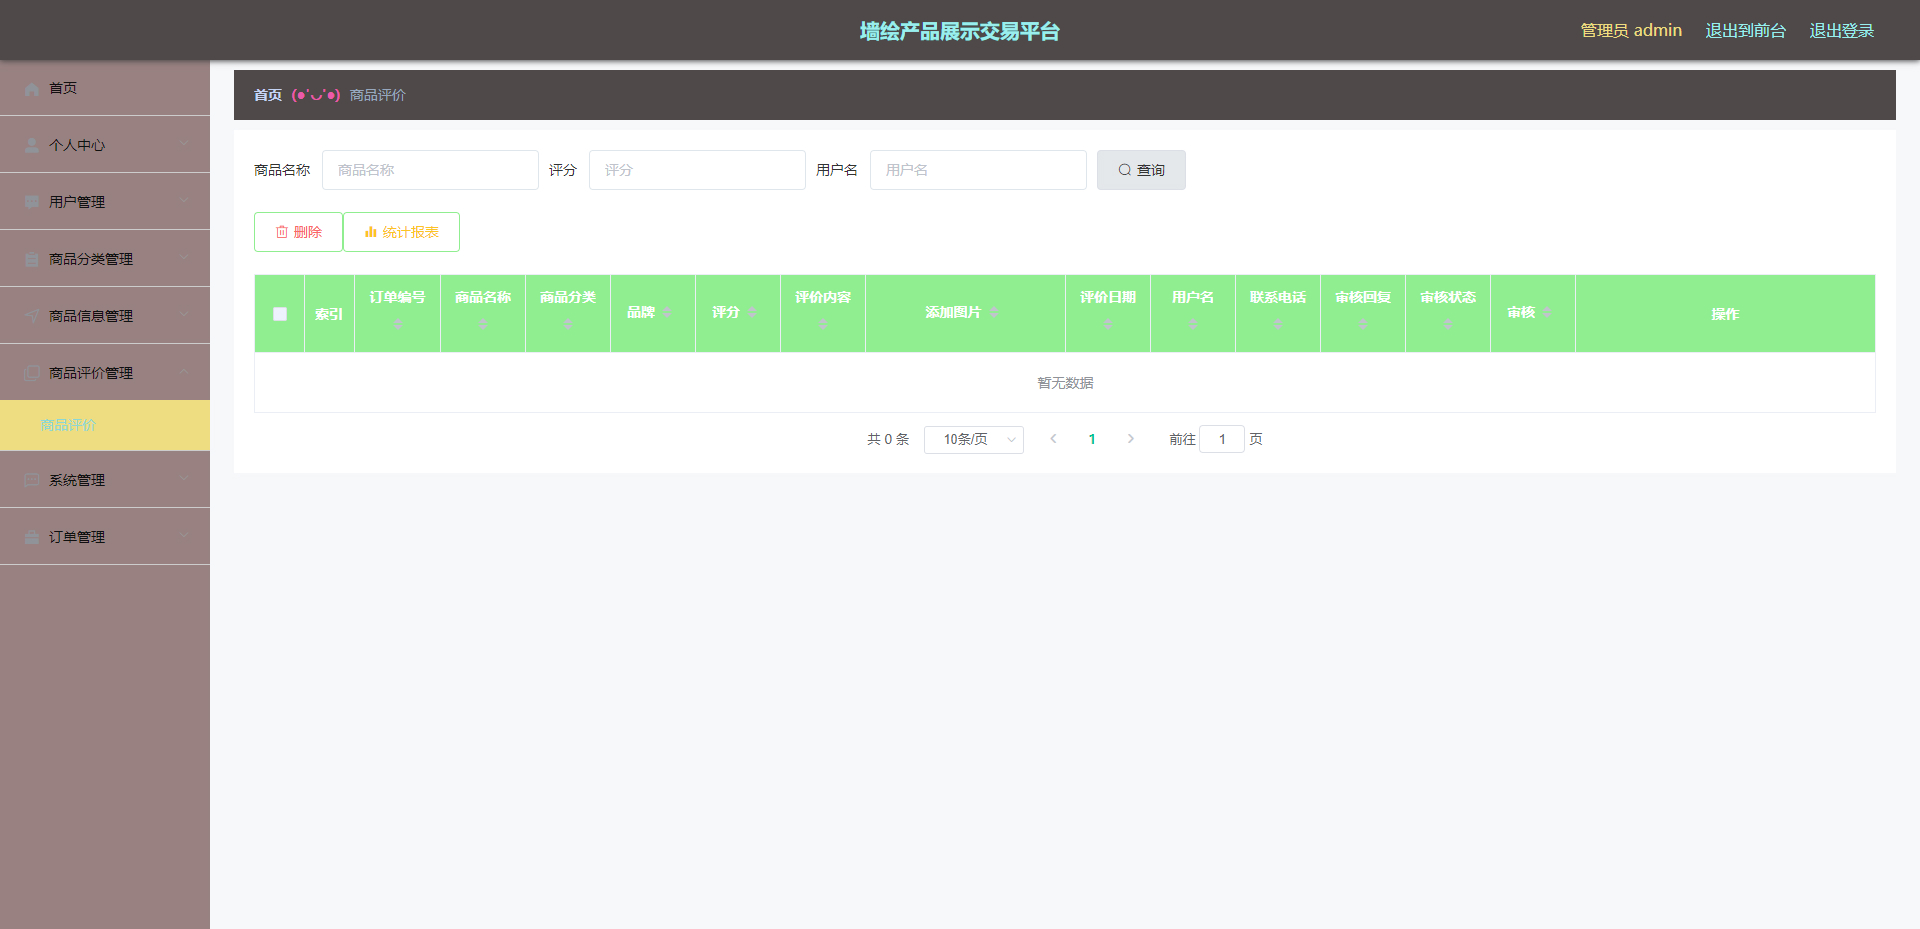 墙绘产品展示交易平台
管理员 admin 退出到前台 退出登录
首页
个人中心
用户管理
商品分类管理
商品信息管理
商品评价管理
商品评价
系统管理
订单管理
首页 (●'◡'●) 商品评价
商品名称 商品名称 评分 评分 用户名 用户名 查询
删除 统计报表
索引 订单编号 商品名称 商品分类 品牌 评分 评价内容 添加图片 评价日期 用户名 联系电话 审核回复 审核状态 审核 操作
暂无数据
共 0 条 10条/页 1 前往 1 页